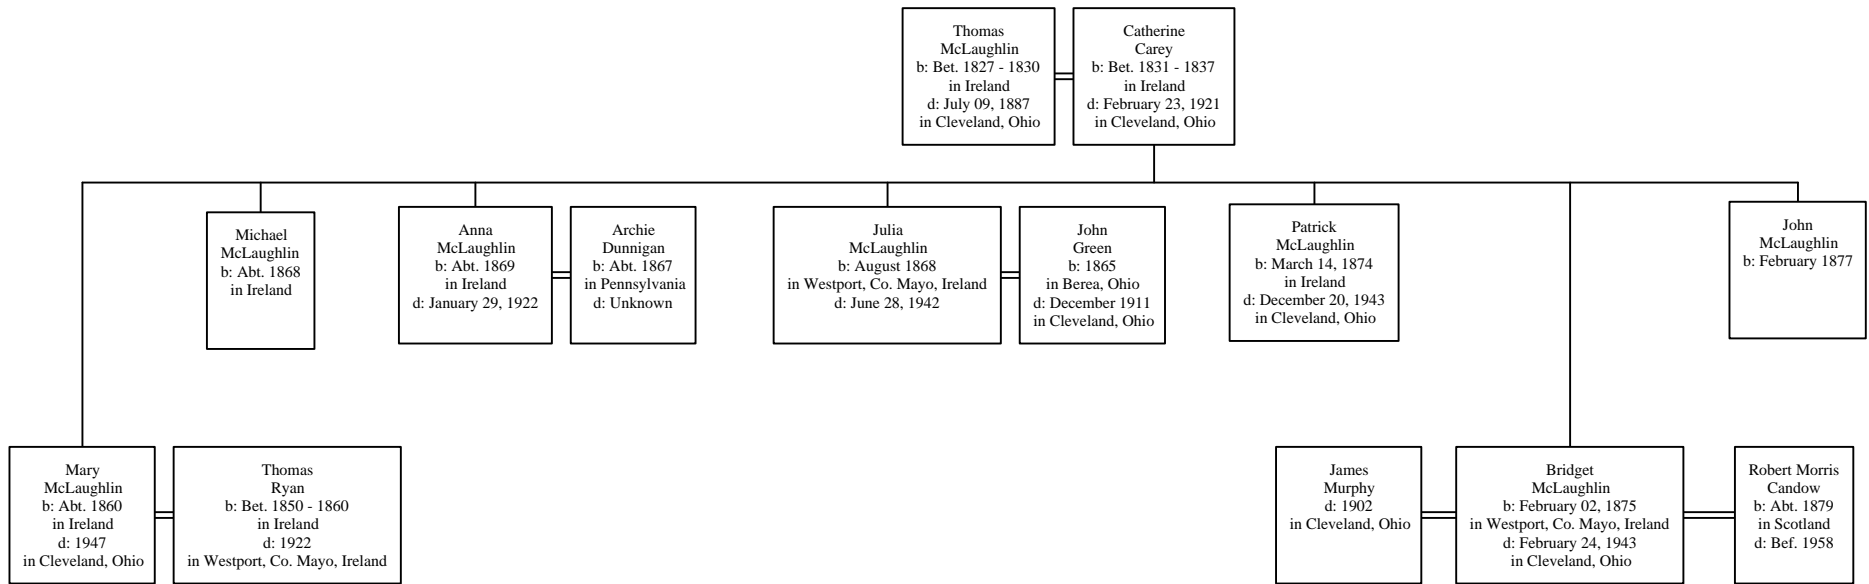 Thomas
McLaughlin
b: Bet. 1827 - 1830
in Ireland
d: July 09, 1887
in Cleveland, Ohio
Catherine
Carey
b: Bet. 1831 - 1837
in Ireland
d: February 23, 1921
in Cleveland, Ohio
Michael
McLaughlin
b: Abt. 1868
in Ireland
Anna
McLaughlin
b: Abt. 1869
in Ireland
d: January 29, 1922
Archie
Dunnigan
b: Abt. 1867
in Pennsylvania
d: Unknown
Julia
McLaughlin
b: August 1868
in Westport, Co. Mayo, Ireland
d: June 28, 1942
John
Green
b: 1865
in Berea, Ohio
d: December 1911
in Cleveland, Ohio
Patrick
McLaughlin
b: March 14, 1874
in Ireland
d: December 20, 1943
in Cleveland, Ohio
John
McLaughlin
b: February 1877
Mary
McLaughlin
b: Abt. 1860
in Ireland
d: 1947
in Cleveland, Ohio
Thomas
Ryan
b: Bet. 1850 - 1860
in Ireland
d: 1922
in Westport, Co. Mayo, Ireland
James
Murphy
d: 1902
in Cleveland, Ohio
Bridget
McLaughlin
b: February 02, 1875
in Westport, Co. Mayo, Ireland
d: February 24, 1943
in Cleveland, Ohio
Robert Morris
Candow
b: Abt. 1879
in Scotland
d: Bef. 1958